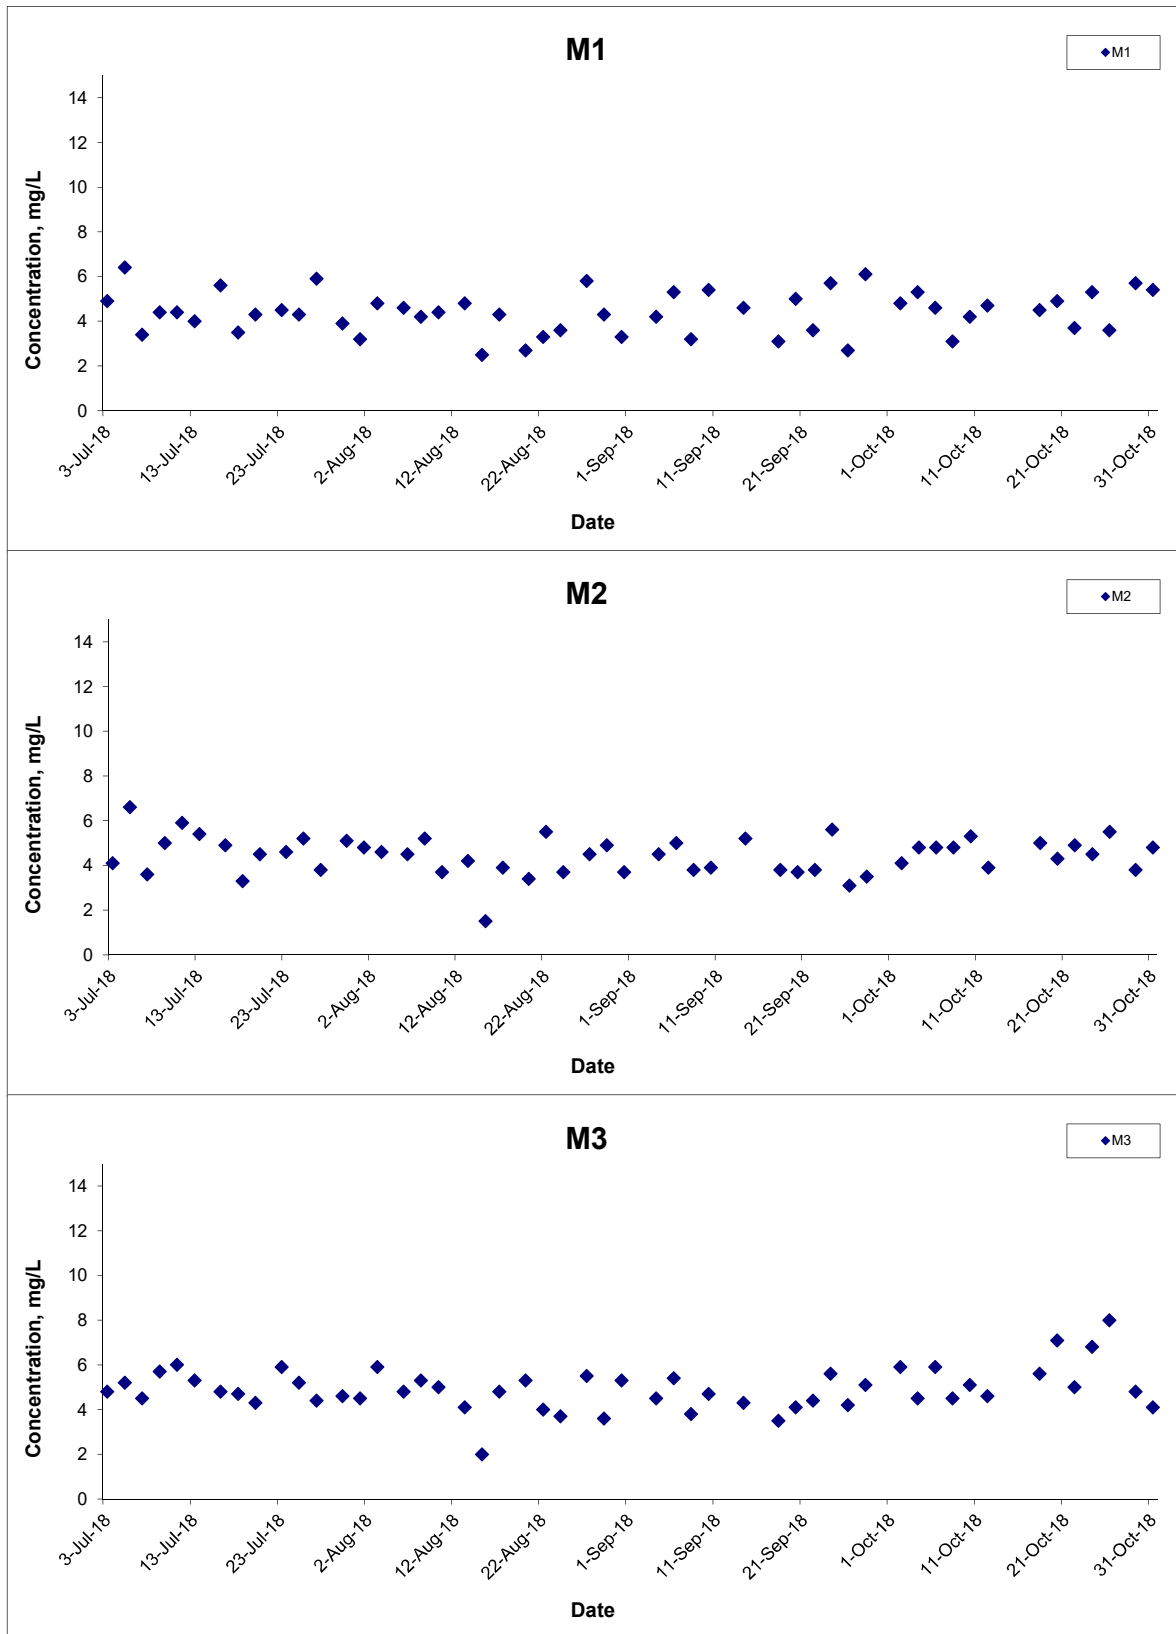 M1
M1
Concentration, mg/L
14
12
10
8
6
4
2
0
3-Jul-18
13-Jul-18
23-Jul-18
2-Aug-18
12-Aug-18
22-Aug-18
1-Sep-18
11-Sep-18
21-Sep-18
1-Oct-18
11-Oct-18
21-Oct-18
31-Oct-18
Date
M2
M2
Concentration, mg/L
14
12
10
8
6
4
2
0
3-Jul-18
13-Jul-18
23-Jul-18
2-Aug-18
12-Aug-18
22-Aug-18
1-Sep-18
11-Sep-18
21-Sep-18
1-Oct-18
11-Oct-18
21-Oct-18
31-Oct-18
Date
M3
M3
Concentration, mg/L
14
12
10
8
6
4
2
0
3-Jul-18
13-Jul-18
23-Jul-18
2-Aug-18
12-Aug-18
22-Aug-18
1-Sep-18
11-Sep-18
21-Sep-18
1-Oct-18
11-Oct-18
21-Oct-18
31-Oct-18
Date